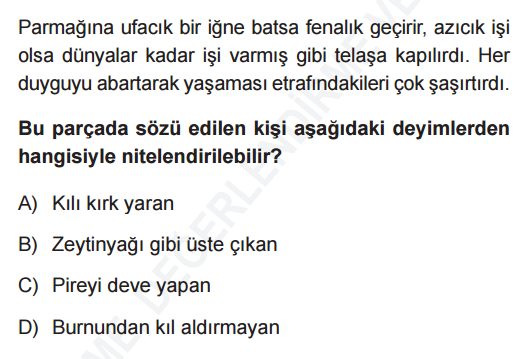 Parmağına ufacık bir iğne batsa fenalık geçirir, azıcık işi
olsa dünyalar kadar işi varmış gibi telaşa kapılırdı. Her
duyguyu abartarak yaşaması etrafındakileri çok şaşırtırdı.
Bu parçada sözü edilen kişi aşağıdaki deyimlerden
hangisiyle nitelendirilebilir?
A) Kılı kırk yaran
B) Zeytinyağı gibi üste çıkan
C) Pireyi deve yapan
D) Burnundan kıl aldırmayan